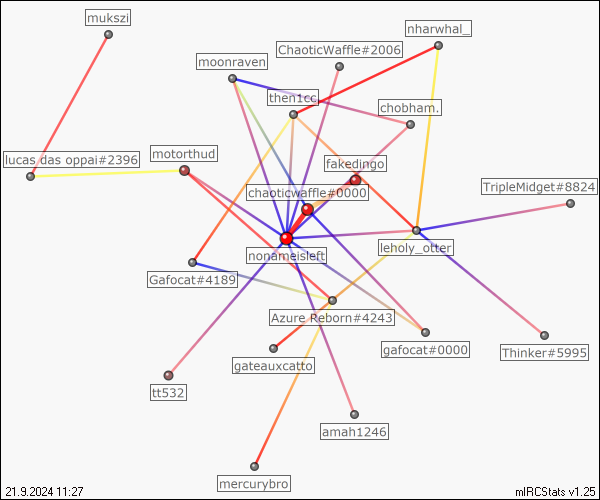 mukszi
nharwhal_
ChaoticWaffle#2006
moonraven
then1cc
chobham.
motorthud
lucas das oppai#2396
fakedingo
TripleMidget#8824
chaoticwaffle#0000
leholy_otter
nonameisleft
Gafocat#4189
Azure Reborn#4243
gafocat#0000
Thinker#5995
gateauxcatto
tt532
amah1246
mercurybro
21.9.2024 11:27
mIRCStats v1.25